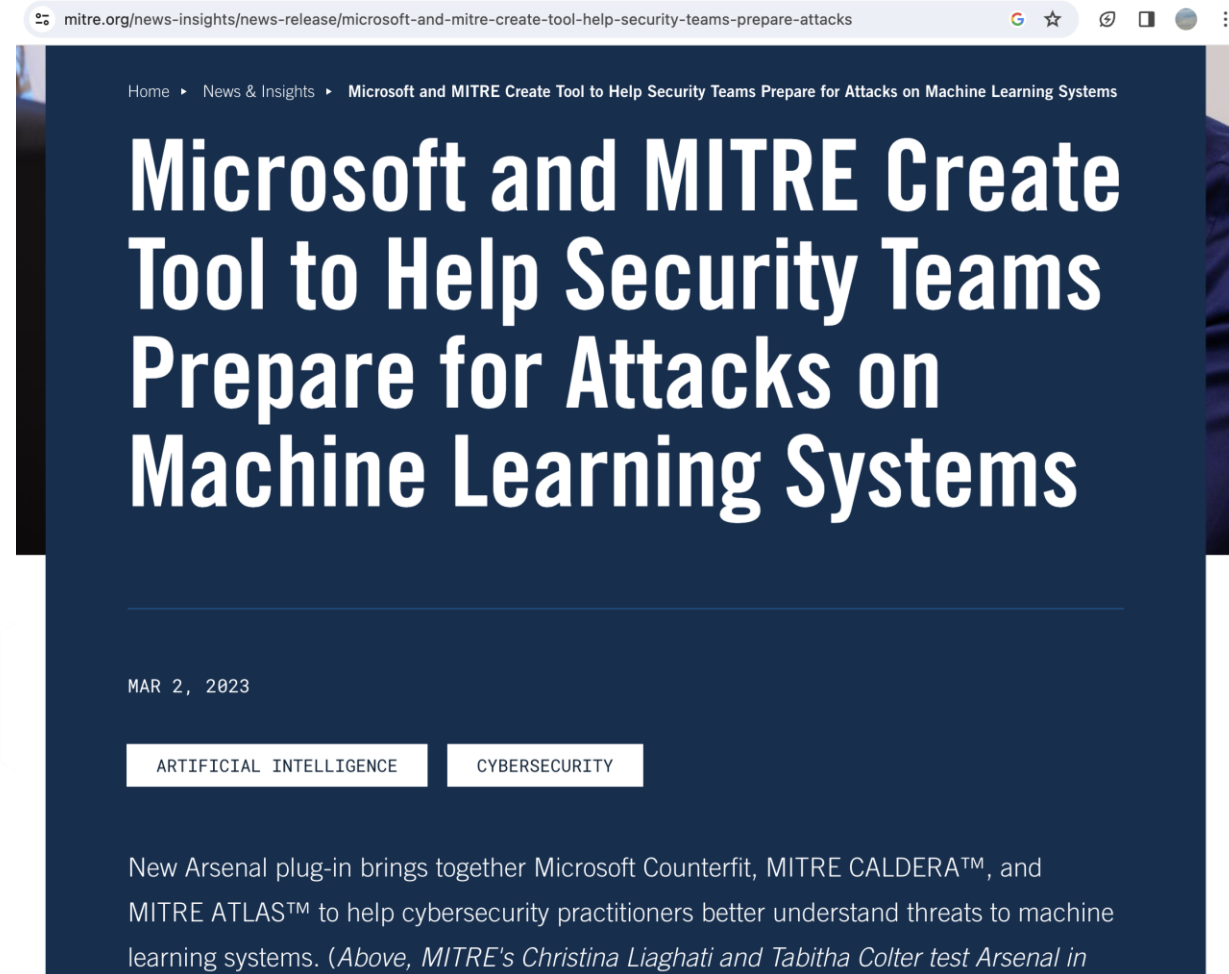 mitre.org/news-insights/news-release/microsoft-and-mitre-create-tool-help-security-teams-prepare-attacks
Home ▸ News & Insights ▸ Microsoft and MITRE Create Tool to Help Security Teams Prepare for Attacks on Machine Learning Systems
Microsoft and MITRE Create
Tool to Help Security Teams
Prepare for Attacks on
Machine Learning Systems
MAR 2, 2023
ARTIFICIAL INTELLIGENCE CYBERSECURITY
New Arsenal plug-in brings together Microsoft Counterfit, MITRE CALDERA™, and
MITRE ATLAS™ to help cybersecurity practitioners better understand threats to machine
learning systems. (Above, MITRE's Christina Liaghati and Tabitha Colter test Arsenal in